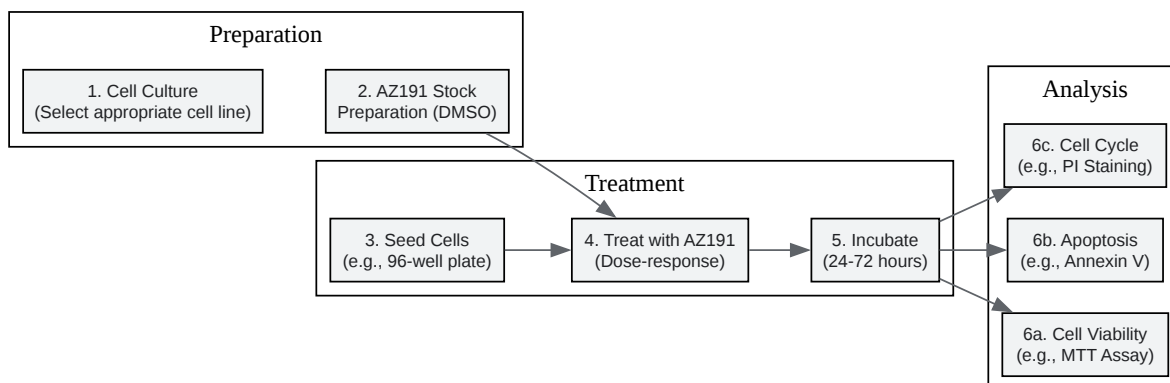 Preparation
1. Cell Culture
(Select appropriate cell line)
2. AZ191 Stock
Preparation (DMSO)
Treatment
3. Seed Cells
(e.g., 96-well plate)
4. Treat with AZ191
(Dose-response)
5. Incubate
(24-72 hours)
Analysis
6c. Cell Cycle
(e.g., PI Staining)
6b. Apoptosis
(e.g., Annexin V)
6a. Cell Viability
(e.g., MTT Assay)